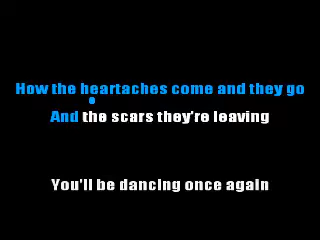 How the heartaches come and they go
And the scars they're leaving
You'll be dancing once again